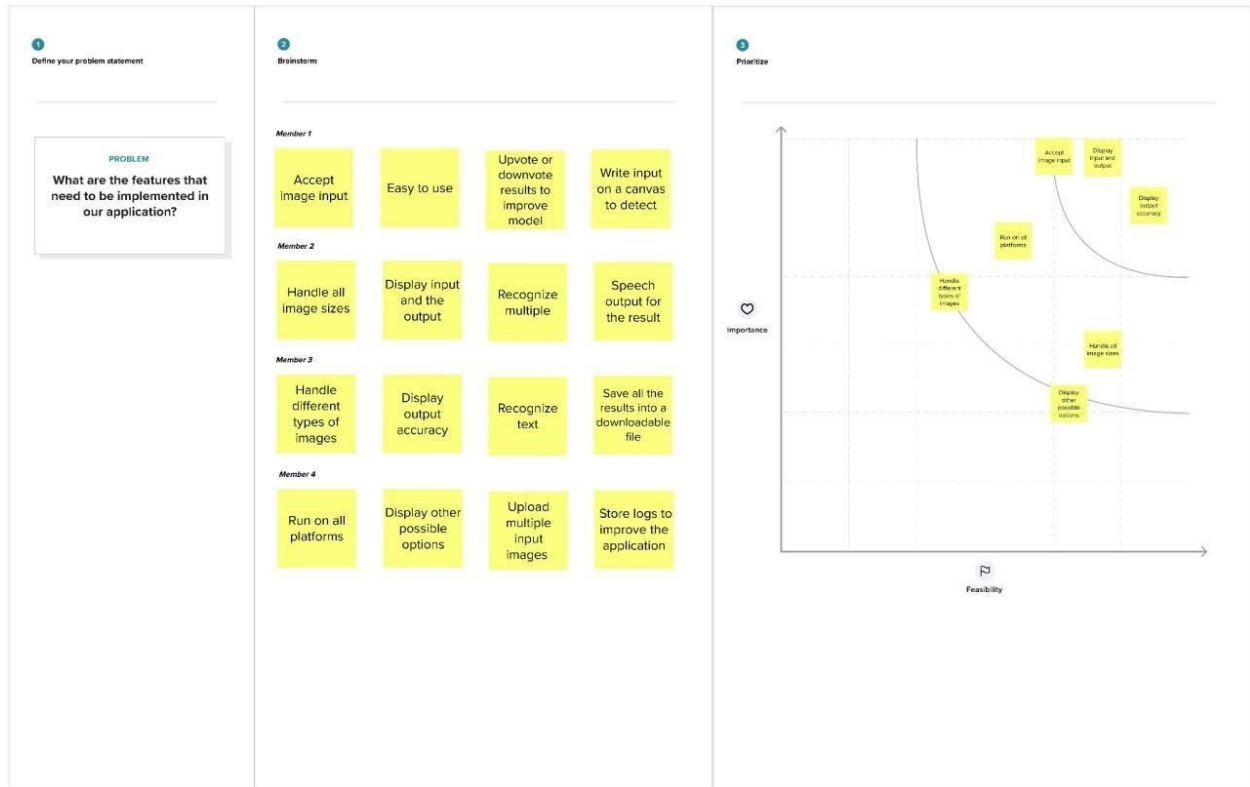 1
Define your problem statement
PROBLEM
What are the features that
need to be implemented in
our application?
2
Brainstorm
Member 1
Accept
image input
Easy to use
Upvote or
downvote
results to
improve
model
Write input
on a canvas
to detect
Member 2
Handle all
image sizes
Display input
and the
output
Recognize
multiple
Speech
output for
the result
Member 3
Handle
different
types of
images
Display
output
accuracy
Recognize
text
Save all the
results into a
downloadable
file
Member 4
Run on all
platforms
Display other
possible
options
Upload
multiple
input
images
Store logs to
improve the
application
3
Prioritize
Accept
image input
Display
input and
output
Display
output
accuracy
Run on all
platforms
Handle
different
types of
images
Importance
Handle all
image sizes
Display
other
possible
options
Feasibility